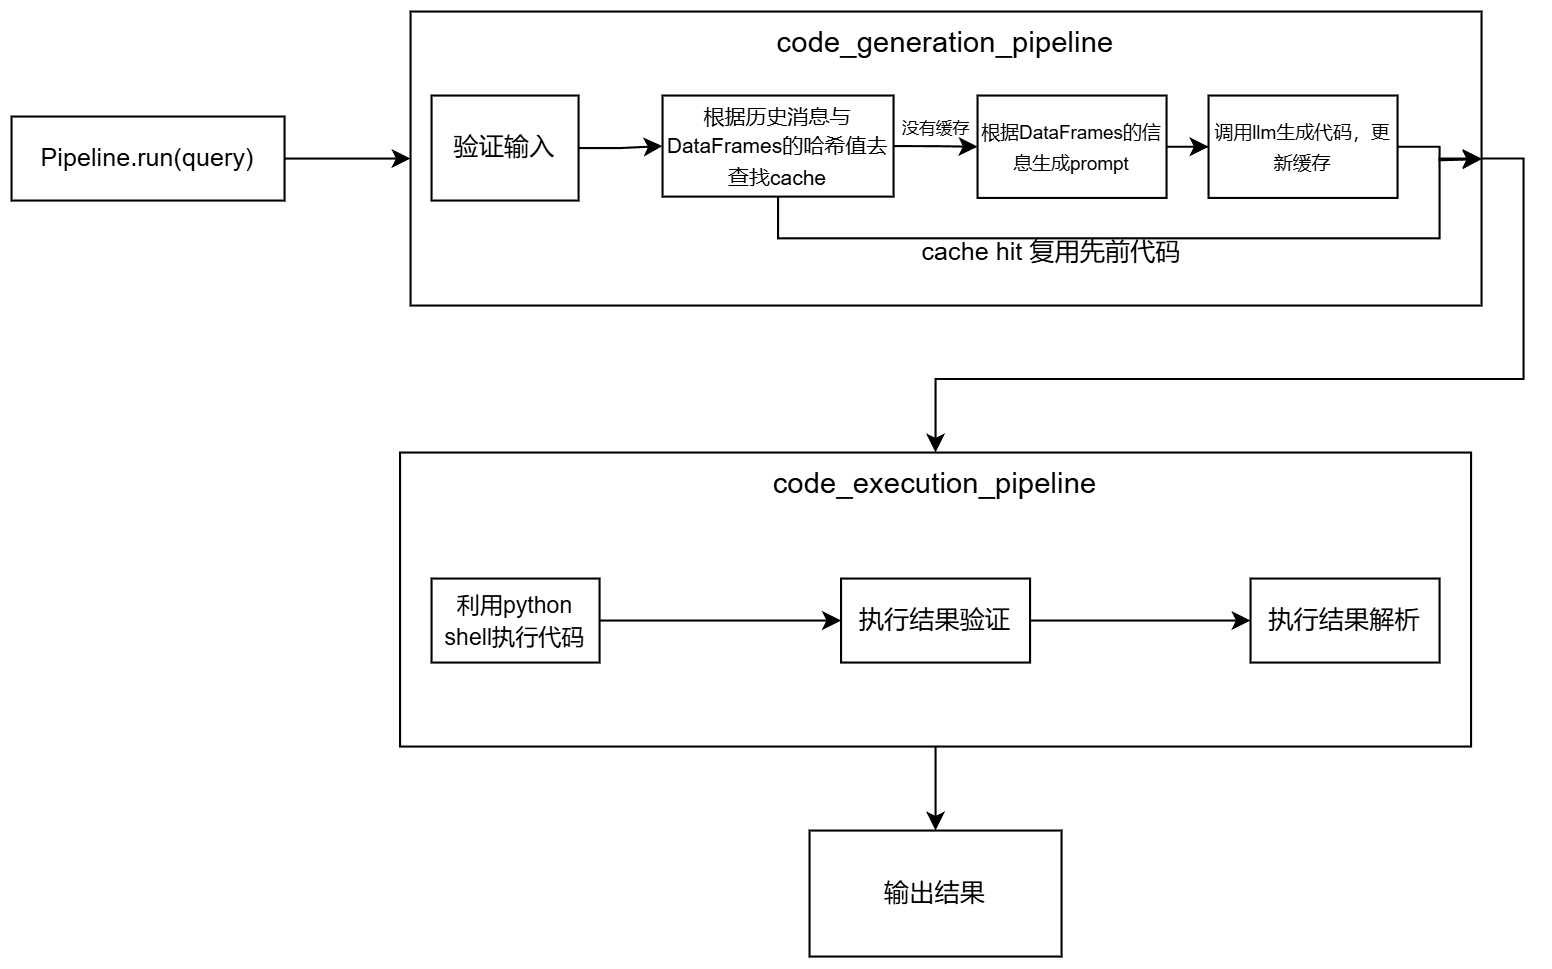 code_generation_pipeline
Pipeline.run(query)
验证输入
根据历史消息与
DataFrames的哈希值去
查找cache
没有缓存
根据DataFrames的信
息生成prompt
调用llm生成代码，更
新缓存
cache hit 复用先前代码
code_execution_pipeline
利用python
shell执行代码
执行结果验证
执行结果解析
输出结果